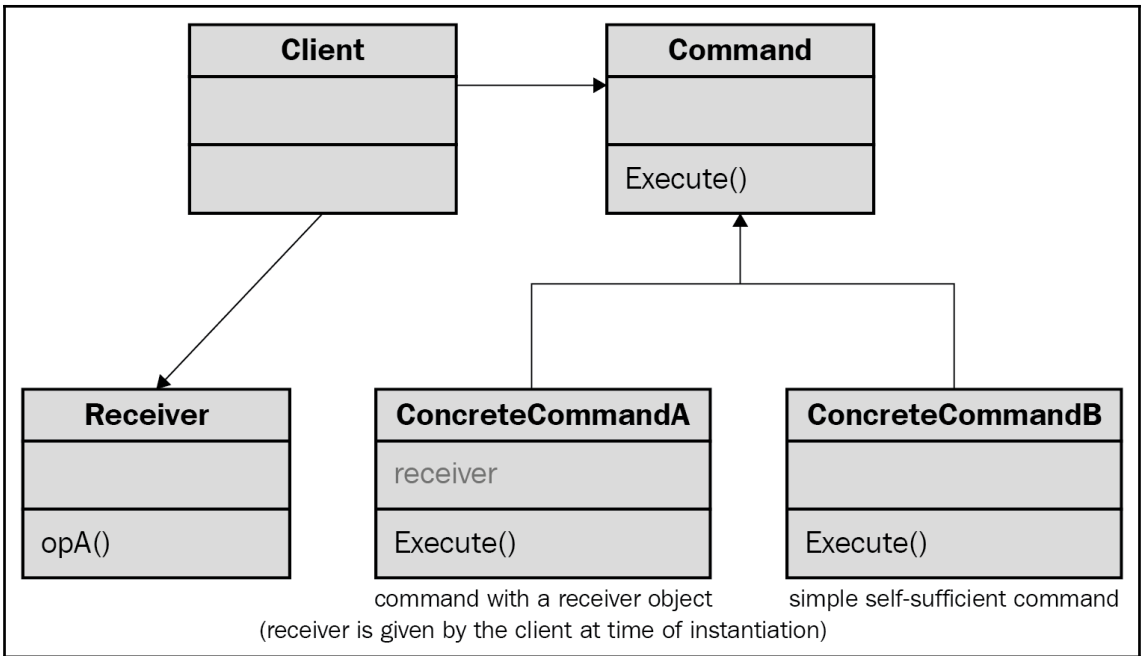 Client
Command
Execute()
Receiver
opA()
ConcreteCommandA
receiver
Execute()
command with a receiver object
(receiver is given by the client at time of instantiation)
ConcreteCommandB
Execute()
simple self-sufficient command